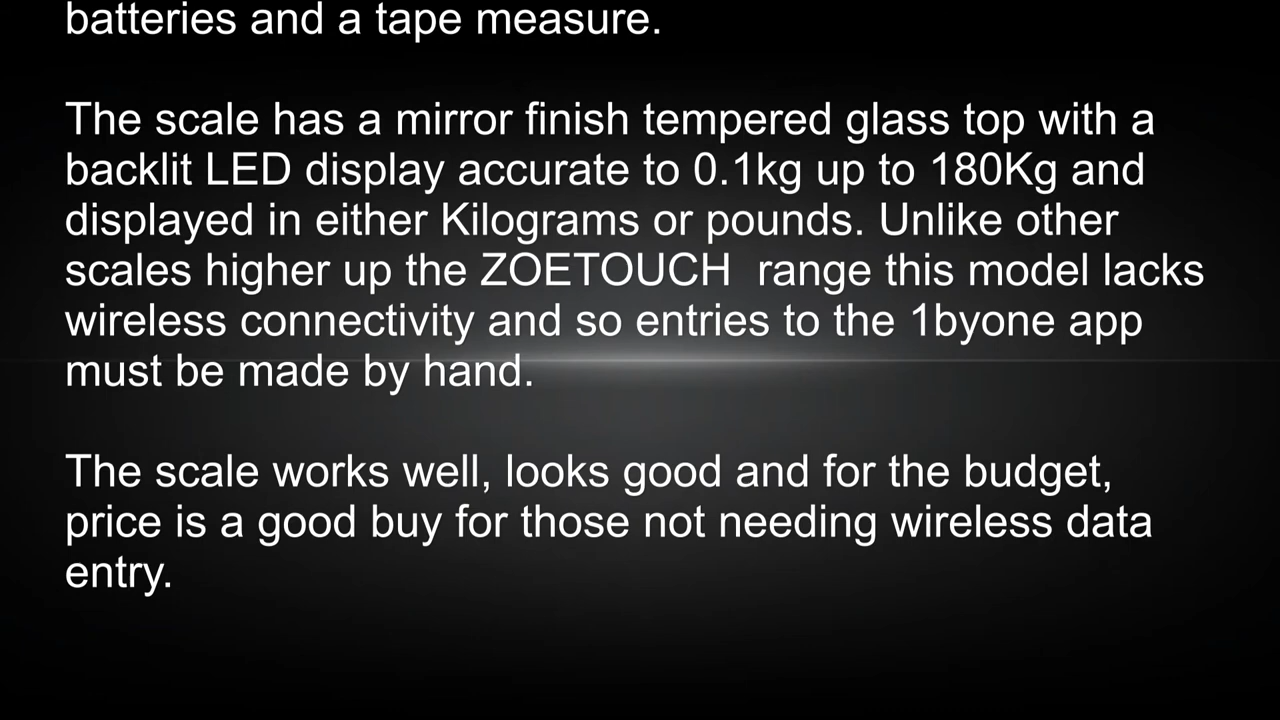 batteries and a tape measure.
The scale has a mirror finish tempered glass top with a
backlit LED display accurate to 0.1kg up to 180Kg and
displayed in either Kilograms or pounds. Unlike other
scales higher up the ZOETOUCH  range this model lacks
wireless connectivity and so entries to the 1byone app
must be made by hand.
The scale works well, looks good and for the budget,
price is a good buy for those not needing wireless data
entry.